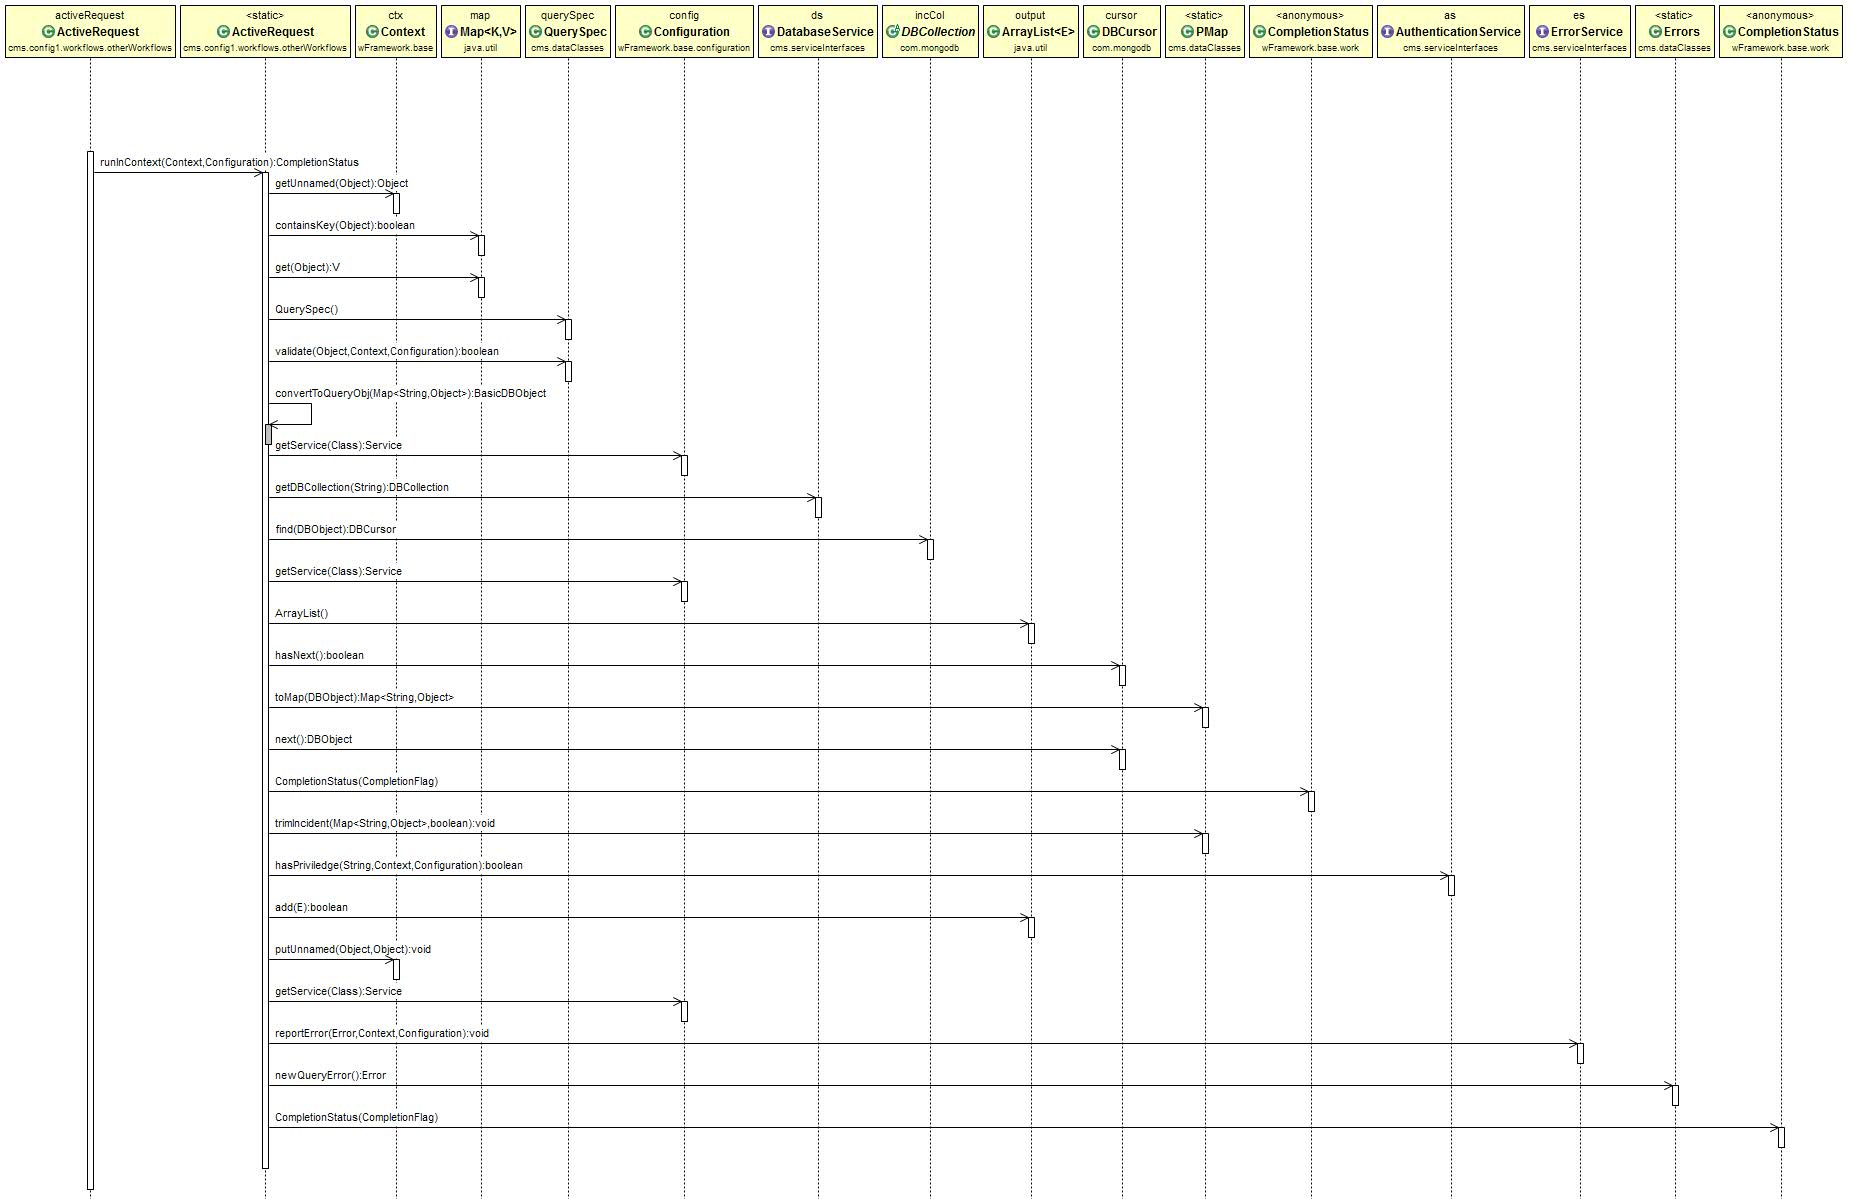 activeRequest <static> ctx map querySpec config ds incCol output cursor <static> <anonymous> as es <static> <anonymous>
ActiveRequest ActiveRequest Context Map<K,V> QuerySpec Configuration DatabaseService DBCollection ArrayList<E> DBCursor PMap CompletionStatus AuthenticationService ErrorService Errors CompletionStatus
cms.config1.workflows.otherWorkflows cms.config1.workflows.otherWorkflows wFramework.base java.util cms.dataClasses wFramework.base.configuration cms.serviceInterfaces com.mongodb java.util com.mongodb cms.dataClasses wFramework.base.work cms.serviceInterfaces cms.serviceInterfaces cms.dataClasses wFramework.base.work
runInContext(Context,Configuration):CompletionStatus
getUnnamed(Object):Object
containsKey(Object):boolean
get(Object):V
QuerySpec()
validate(Object,Context,Configuration):boolean
convertToQueryObj(Map<String,Object>):BasicDBObject
getService(Class):Service
getDBCollection(String):DBCollection
find(DBObject):DBCursor
getService(Class):Service
ArrayList()
hasNext():boolean
toMap(DBObject):Map<String,Object>
next():DBObject
CompletionStatus(CompletionFlag)
trimIncident(Map<String,Object>,boolean):void
hasPriviledge(String,Context,Configuration):boolean
add(E):boolean
putUnnamed(Object,Object):void
getService(Class):Service
reportError(Error,Context,Configuration):void
newQueryError():Error
CompletionStatus(CompletionFlag)